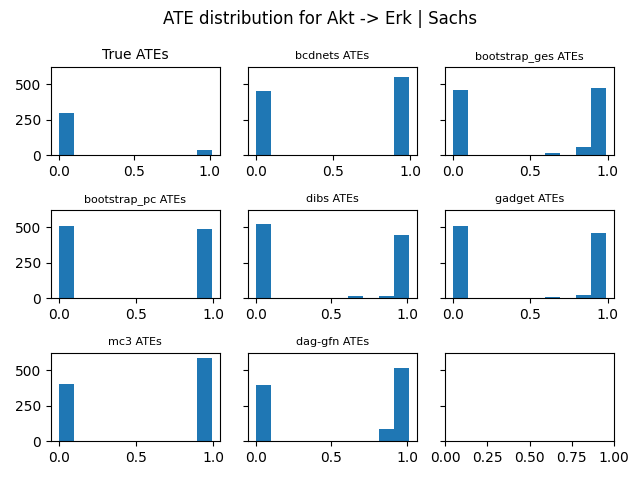 ATE distribution for Akt -> Erk | Sachs
True ATEs
bcdnets ATEs
bootstrap_ges ATEs
500
250
0
0.0 0.5 1.0
0.0 0.5 1.0
0.0 0.5 1.0
bootstrap_pc ATEs
dibs ATEs
gadget ATEs
500
250
0
0.0 0.5 1.0
0.0 0.5 1.0
0.0 0.5 1.0
mc3 ATEs
dag-gfn ATEs
500
250
0
0.0 0.5 1.0
0.0 0.5 1.0
0.00 0.25 0.50 0.75 1.00